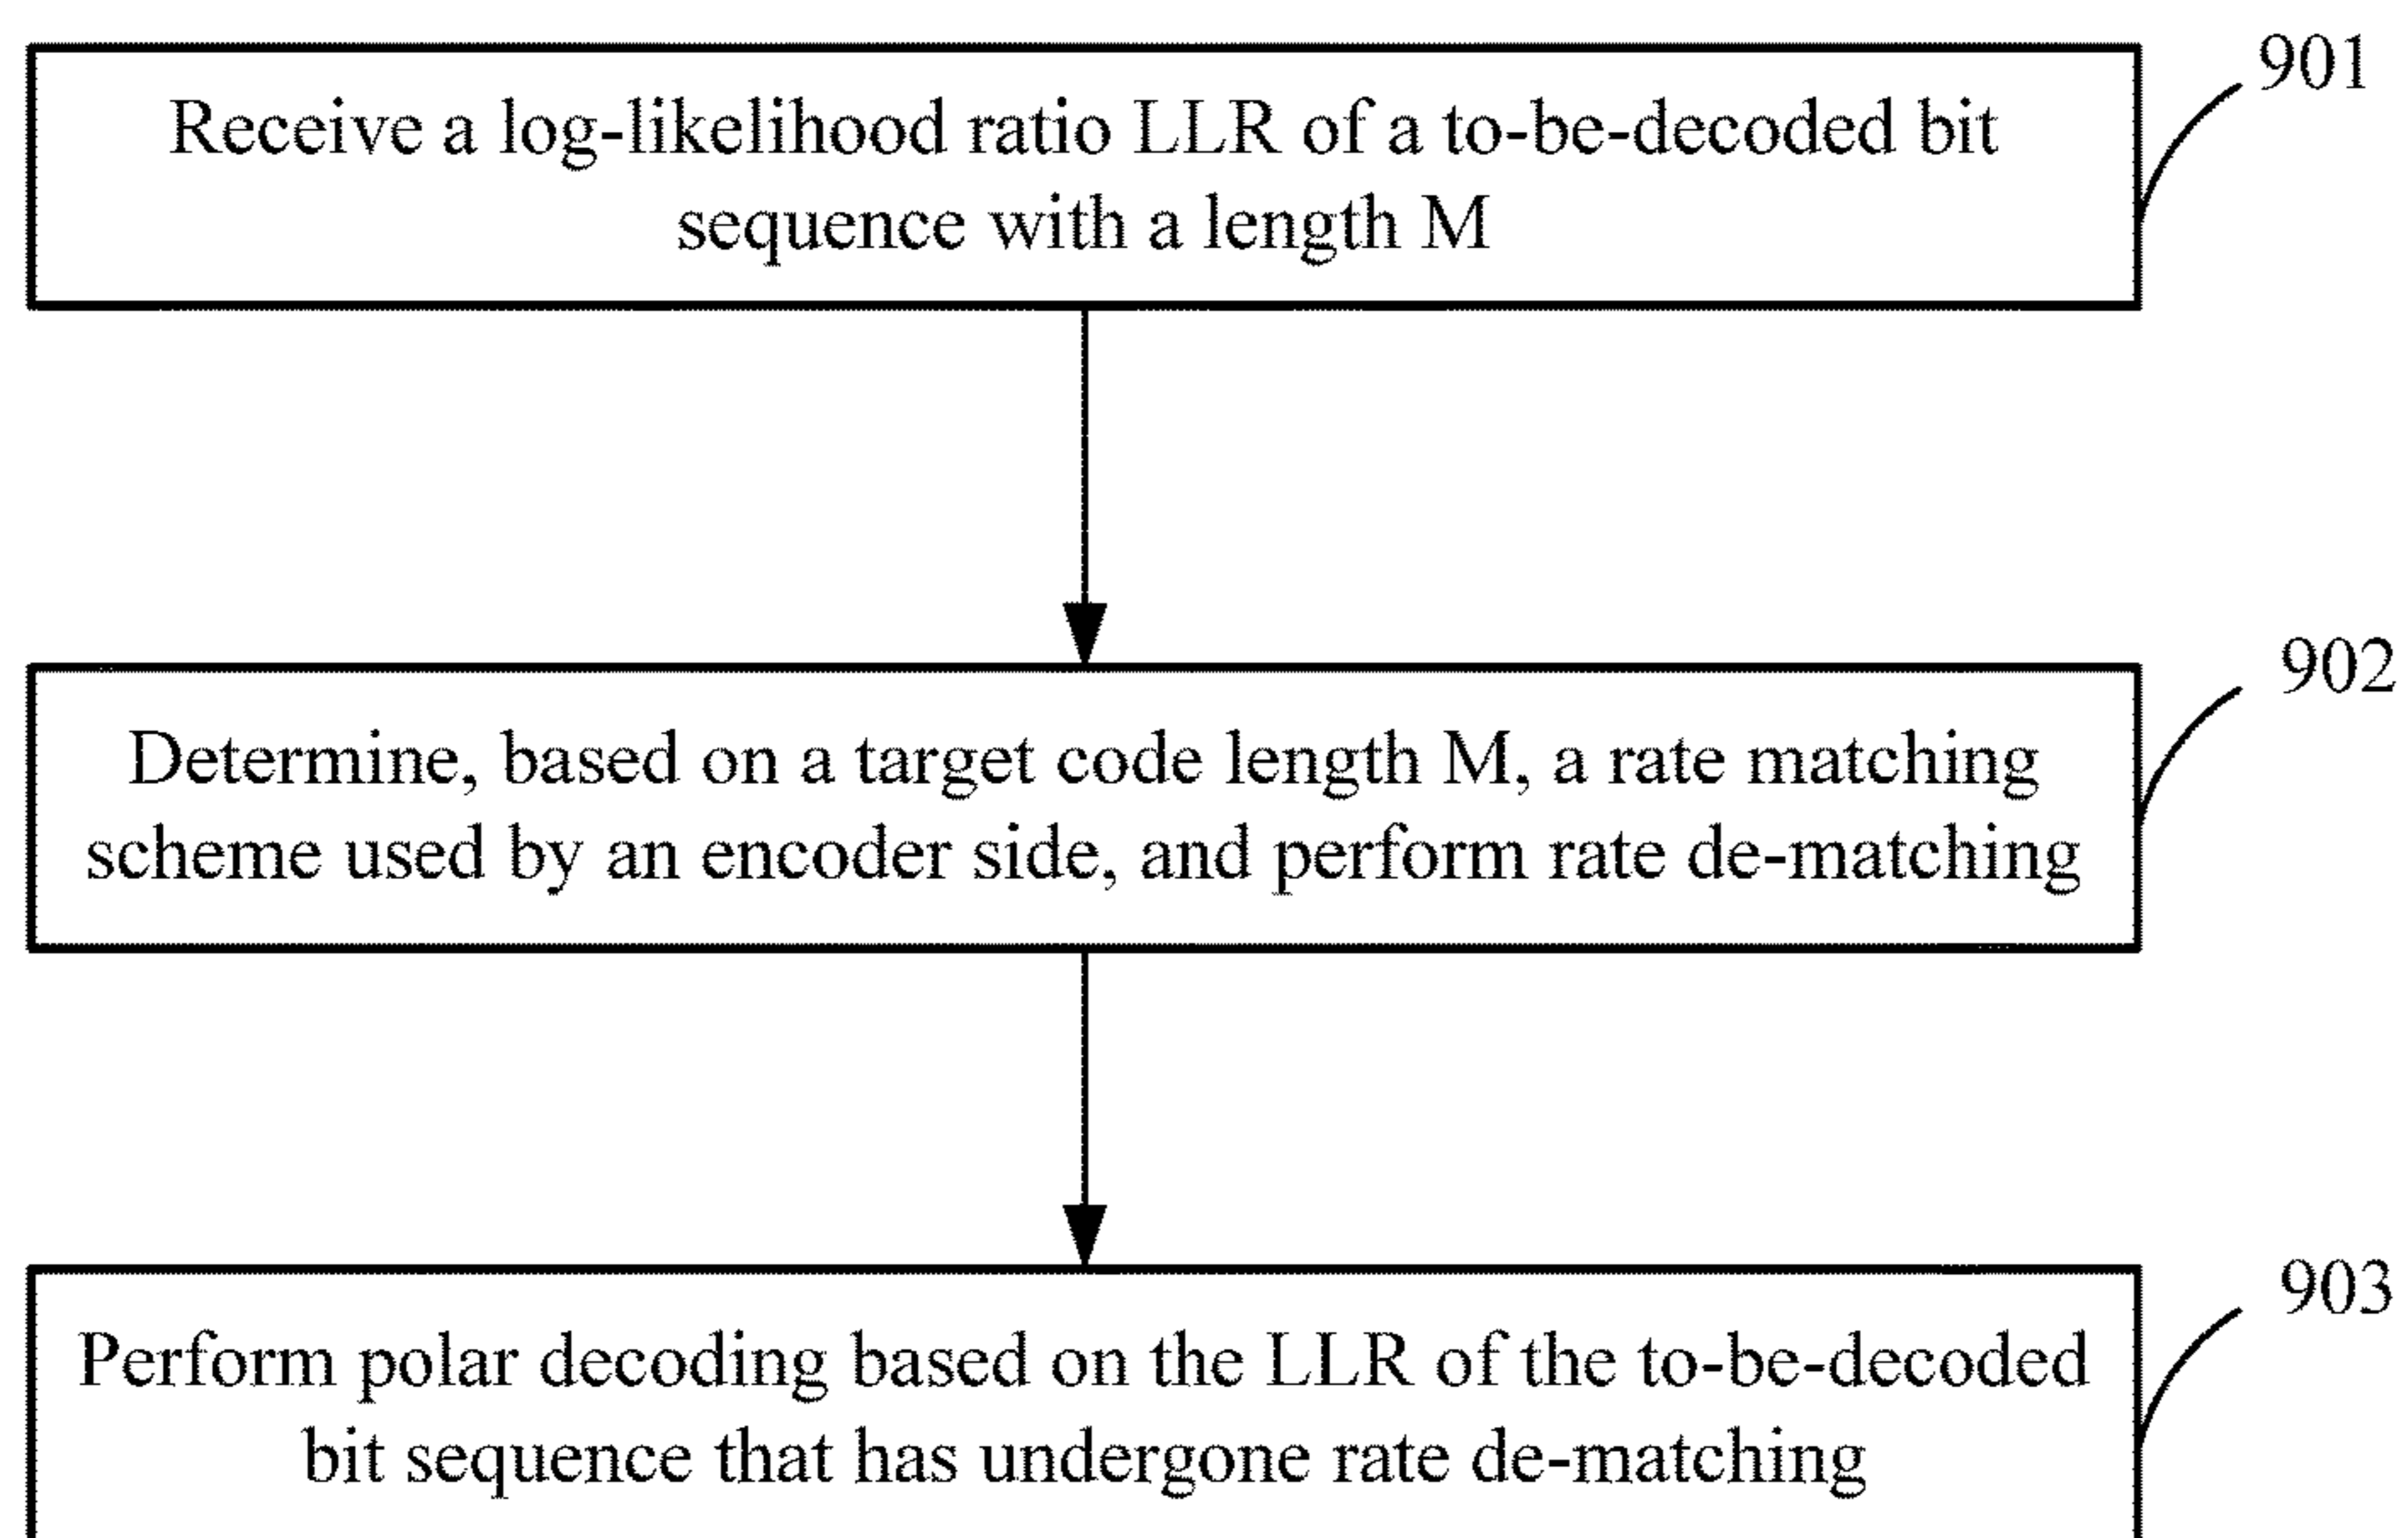 901
Receive a log-likelihood ratio LLR of a to-be-decoded bit
sequence with a length M
902
Determine, based on a target code length M, a rate matching
scheme used by an encoder side, and perform rate de-matching
903
Perform polar decoding based on the LLR of the to-be-decoded
bit sequence that has undergone rate de-matching